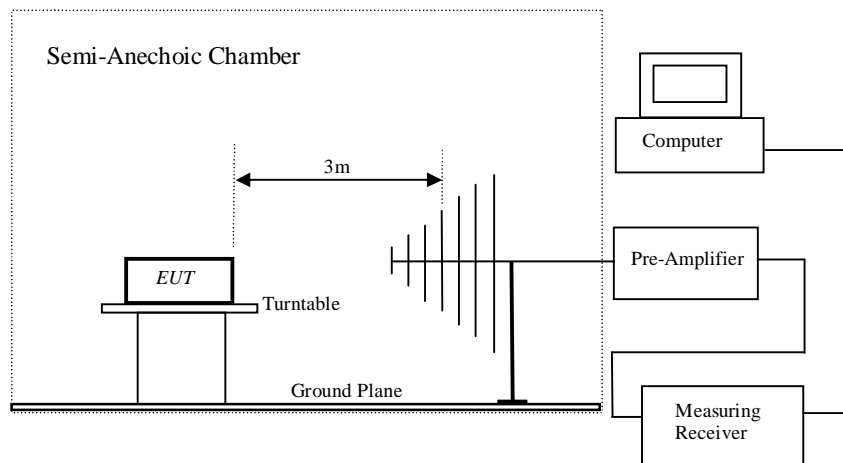 Semi-Anechoic Chamber
Computer
3m
Pre-Amplifier
EUT
Turntable
Ground Plane
Measuring
Receiver